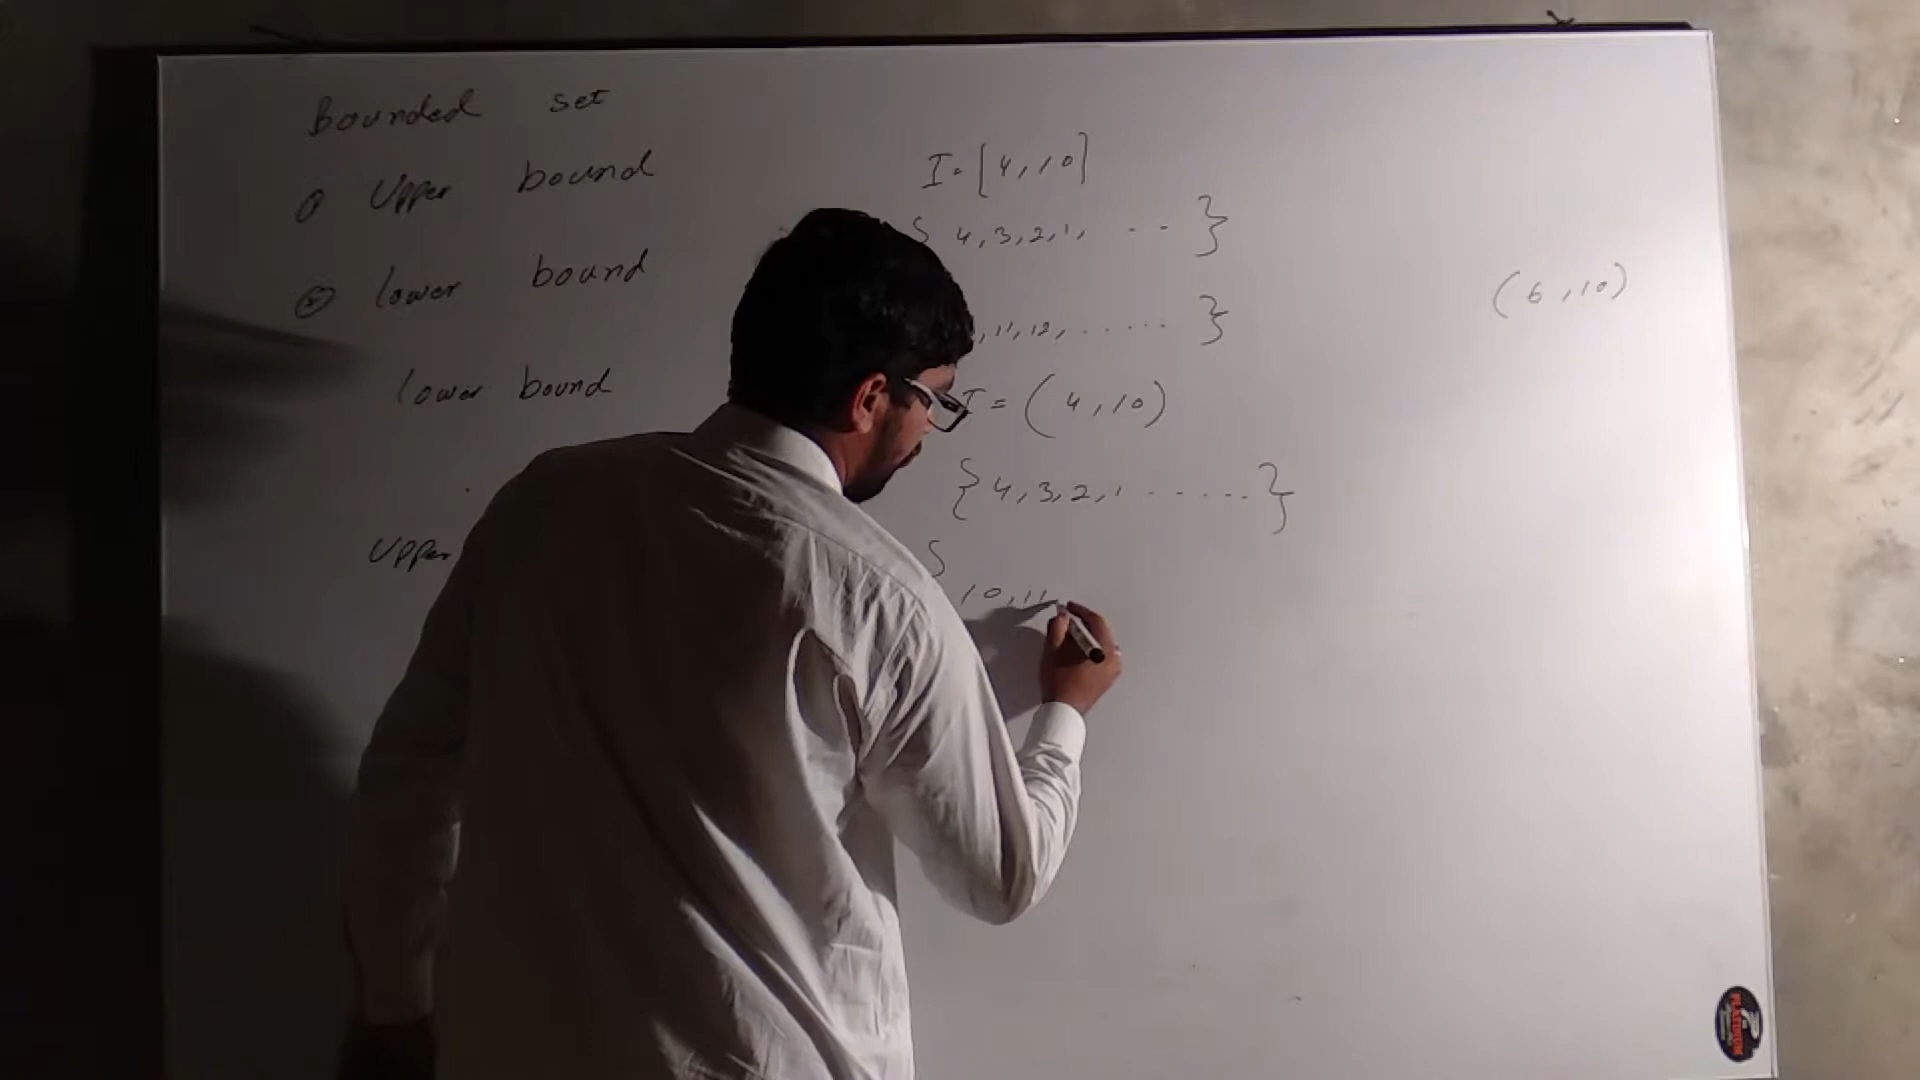 Bounded set
① Upper bound
② lower bound
lower bound
Upper
I = [4, 10]
{ 4, 3, 2, 1, .. }
, 11, 12, ...... }
I = ( 4, 10 )
{ 4, 3, 2, 1 ...... }
{
10, 11,
( 6, 10 )
PLATINUM